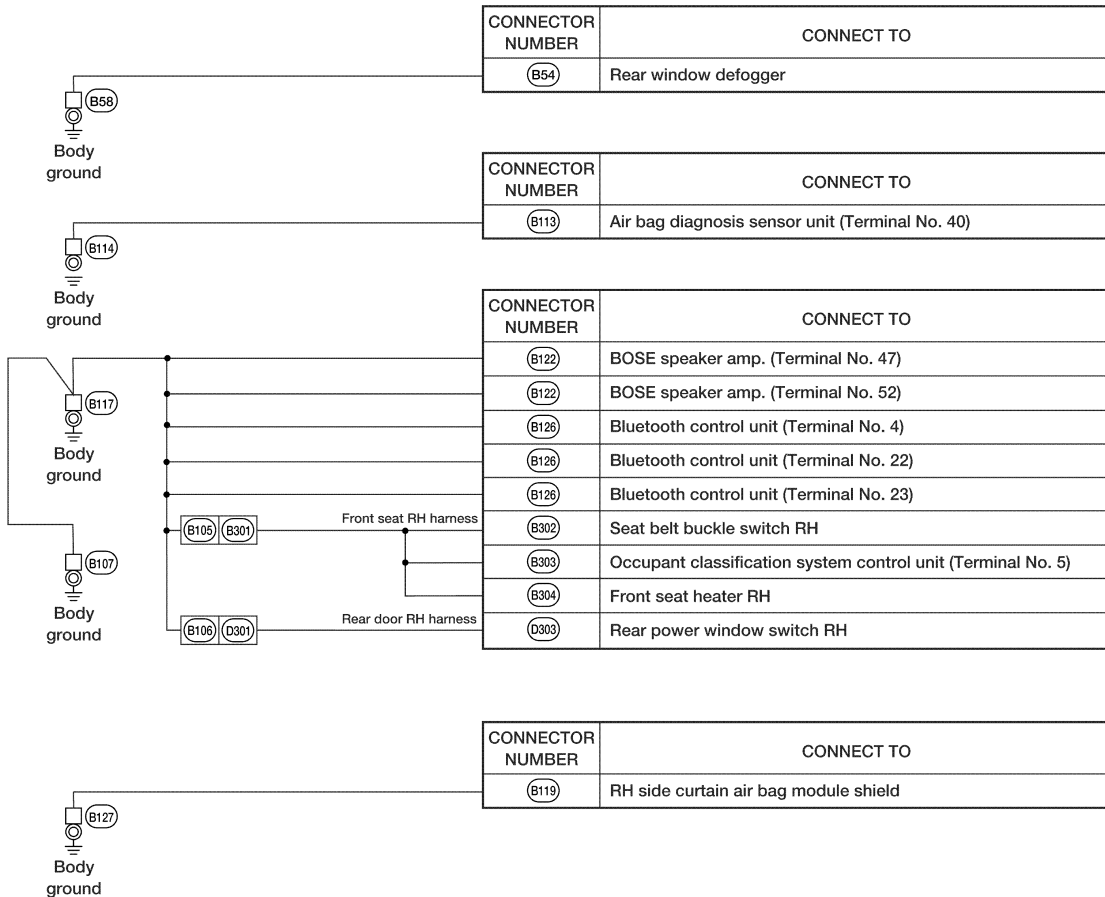 CONNECTOR NUMBER CONNECT TO
B54 Rear window defogger
B58
Body
ground
CONNECTOR NUMBER CONNECT TO
B113 Air bag diagnosis sensor unit (Terminal No. 40)
B114
Body
ground
CONNECTOR NUMBER CONNECT TO
B122 BOSE speaker amp. (Terminal No. 47)
B122 BOSE speaker amp. (Terminal No. 52)
B117
B126 Bluetooth control unit (Terminal No. 4)
Body
ground
B126 Bluetooth control unit (Terminal No. 22)
B126 Bluetooth control unit (Terminal No. 23)
B105 B301 Front seat RH harness B302 Seat belt buckle switch RH
B107
B303 Occupant classification system control unit (Terminal No. 5)
B304 Front seat heater RH
Body
ground
B106 D301 Rear door RH harness D303 Rear power window switch RH
CONNECTOR NUMBER CONNECT TO
B119 RH side curtain air bag module shield
B127
Body
ground